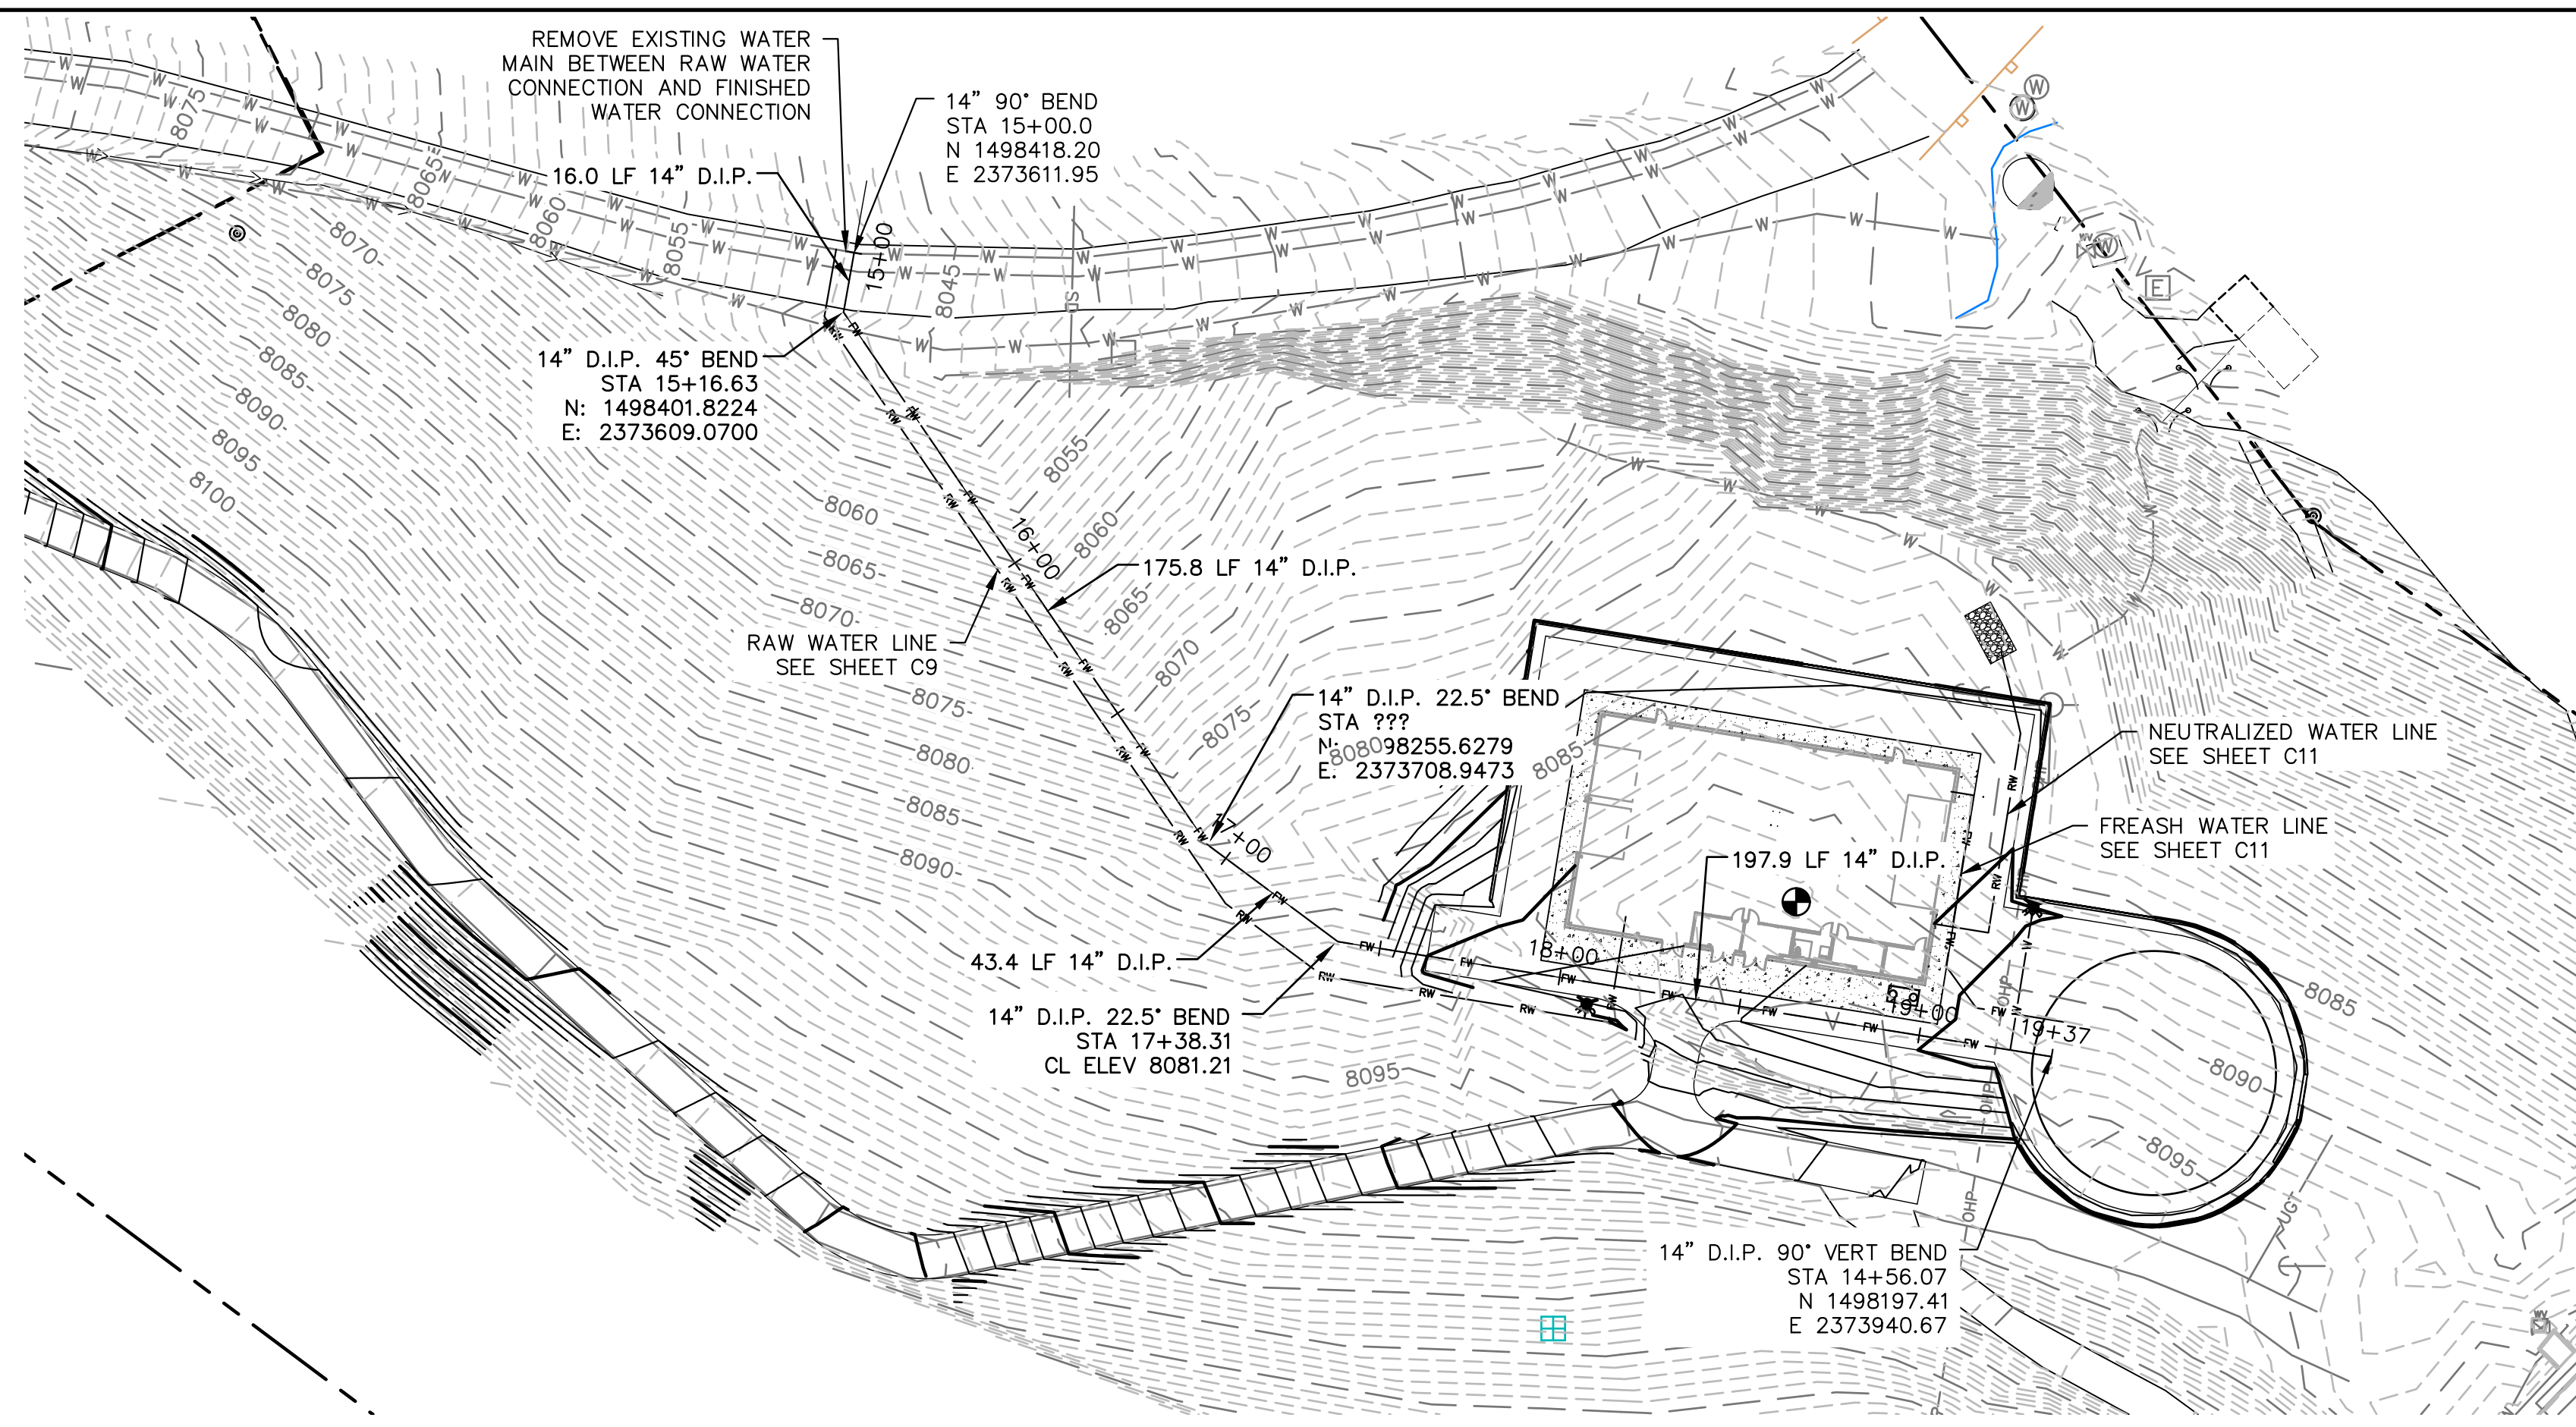 REMOVE EXISTING WATER
MAIN BETWEEN RAW WATER
CONNECTION AND FINISHED
WATER CONNECTION
14” 90° BEND
STA 15+00.0
N 1498418.20
E 2373611.95
16.0 LF 14” D.I.P.
15+00
14” D.I.P. 45° BEND
STA 15+16.63
N: 1498401.8224
E: 2373609.0700
8075
8065
8060
8055
8045
SD
8070
8075
8080
8085
8090
8095
8100
8055
8060
8065
8070
8075
8060
8065
8070
8075
8080
8085
8090
16+00
175.8 LF 14” D.I.P.
RAW WATER LINE
SEE SHEET C9
14” D.I.P. 22.5° BEND
STA ???
N: 98255.6279
E: 2373708.9473
8080
8085
NEUTRALIZED WATER LINE
SEE SHEET C11
FREASH WATER LINE
SEE SHEET C11
17+00
197.9 LF 14” D.I.P.
43.4 LF 14” D.I.P.
18+00
19+00
19+37
14” D.I.P. 22.5° BEND
STA 17+38.31
CL ELEV 8081.21
8095
8085
8090
8095
14” D.I.P. 90° VERT BEND
STA 14+56.07
N 1498197.41
E 2373940.67
W
RW
FW
OHP
UGT
E
WV